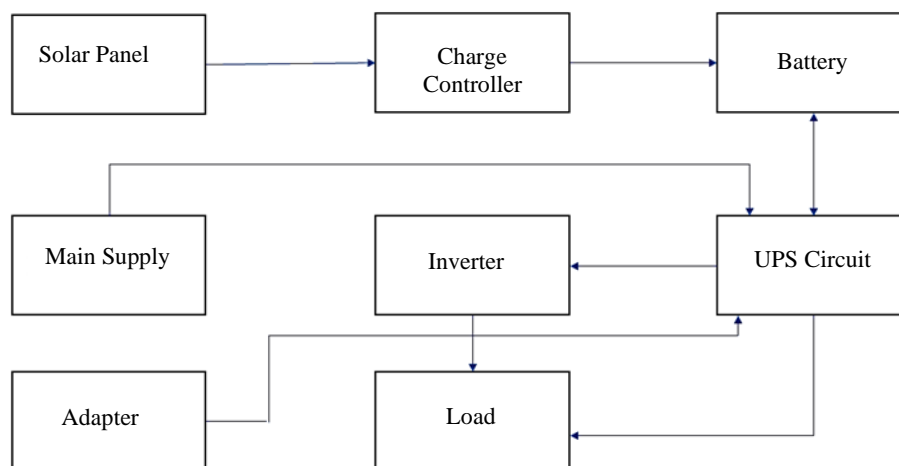 Solar Panel
Charge
Controller
Battery
Main Supply
Inverter
UPS Circuit
Adapter
Load